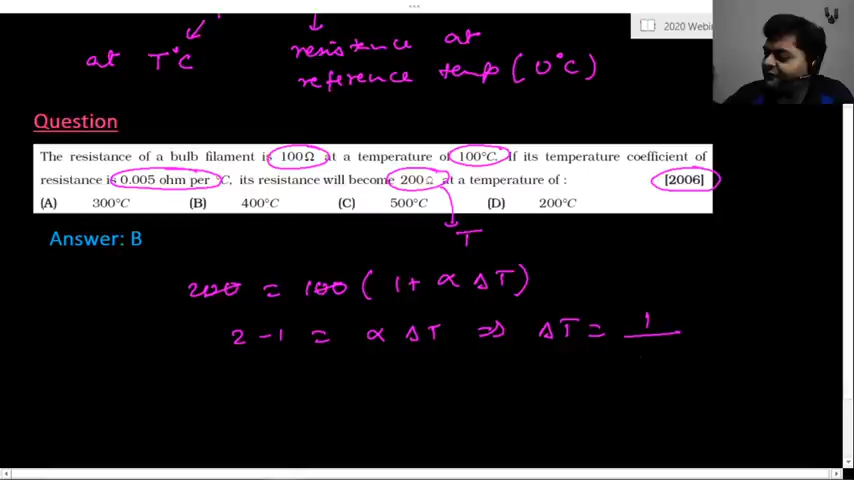 2020 Webin
at T°C resistance at
reference temp (0°C)
Question
The resistance of a bulb filament is 100Ω at a temperature of 100°C. If its temperature coefficient of
resistance is 0.005 ohm per °C, its resistance will become 200Ω at a temperature of : [2006]
(A) 300°C (B) 400°C (C) 500°C (D) 200°C
Answer: B
T
200 = 100 ( 1 + α ΔT )
2 - 1 = α ΔT ⇒ ΔT = 1